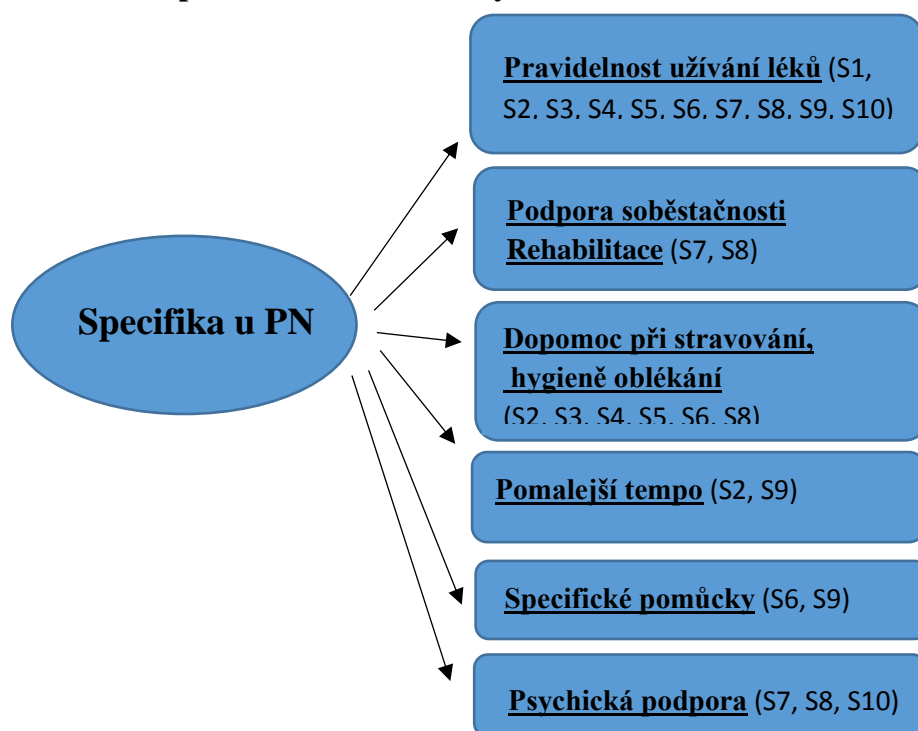 Specifika u PN
Pravidelnost užívání léků (S1,
S2, S3, S4, S5, S6, S7, S8, S9, S10)
Podpora soběstačnosti
Rehabilitace (S7, S8)
Dopomoc při stravování,
hygieně oblékání
(S2, S3, S4, S5, S6, S8)
Pomalejší tempo (S2, S9)
Specifické pomůcky (S6, S9)
Psychická podpora (S7, S8, S10)